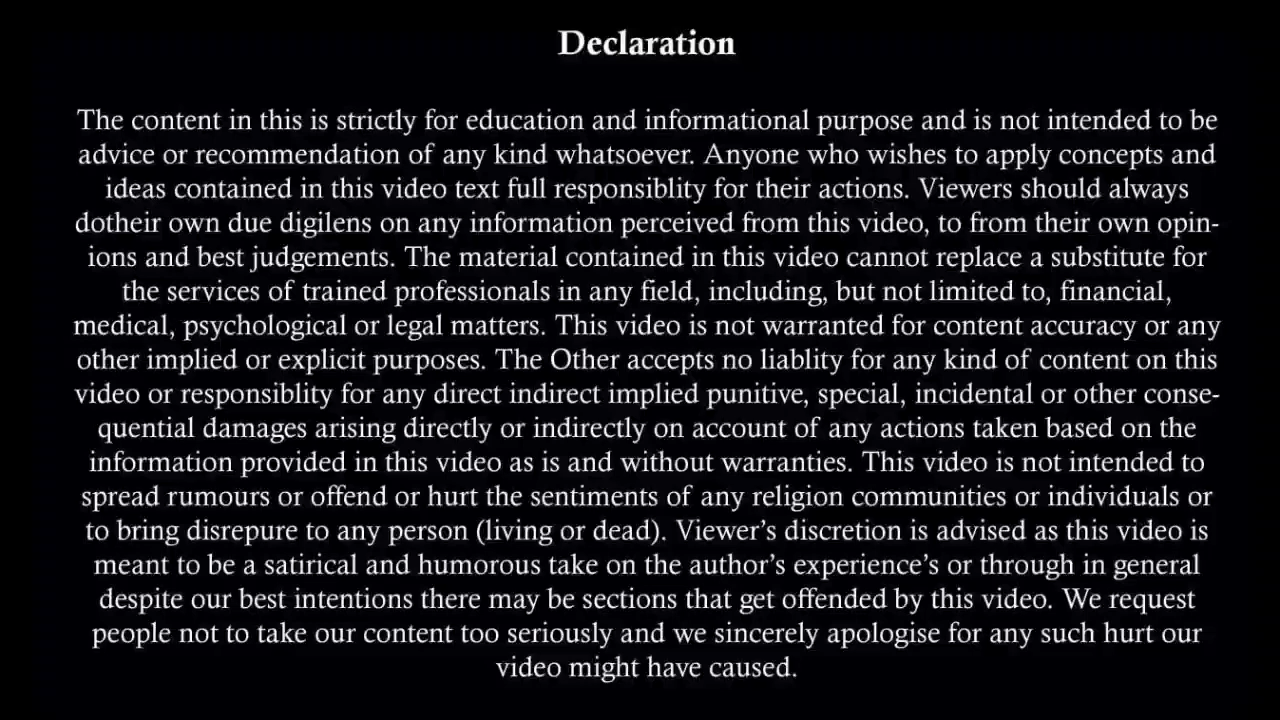 Declaration
The content in this is strictly for education and informational purpose and is not intended to be
advice or recommendation of any kind whatsoever. Anyone who wishes to apply concepts and
ideas contained in this video text full responsiblity for their actions. Viewers should always
dotheir own due digilens on any information perceived from this video, to from their own opin-
ions and best judgements. The material contained in this video cannot replace a substitute for
the services of trained professionals in any field, including, but not limited to, financial,
medical, psychological or legal matters. This video is not warranted for content accuracy or any
other implied or explicit purposes. The Other accepts no liablity for any kind of content on this
video or responsiblity for any direct indirect implied punitive, special, incidental or other conse-
quential damages arising directly or indirectly on account of any actions taken based on the
information provided in this video as is and without warranties. This video is not intended to
spread rumours or offend or hurt the sentiments of any religion communities or individuals or
to bring disrepure to any person (living or dead). Viewer’s discretion is advised as this video is
meant to be a satirical and humorous take on the author’s experience’s or through in general
despite our best intentions there may be sections that get offended by this video. We request
people not to take our content too seriously and we sincerely apologise for any such hurt our
video might have caused.